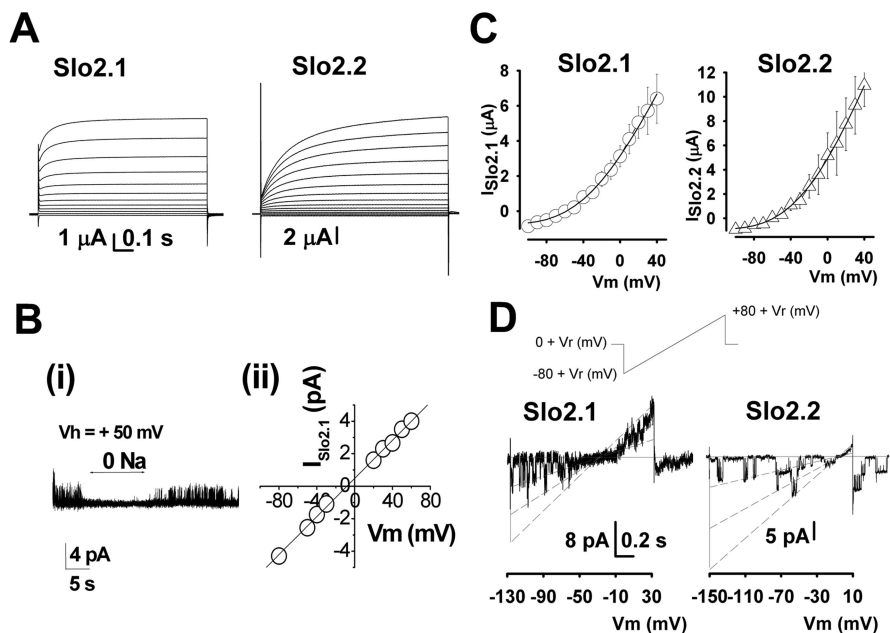 A
Slo2.1
Slo2.2
1 μA
0.1 s
2 μA
B
(i)
Vh = + 50 mV
0 Na
4 pA
5 s
(ii)
I Slo2.1 (pA)
4
2
0
-2
-4
-80 -40 0 40 80
Vm (mV)
C
Slo2.1
I Slo2.1 (μA)
8
6
4
2
0
-80 -40 0 40
Vm (mV)
Slo2.2
I Slo2.2 (μA)
12
10
8
6
4
2
0
-80 -40 0 40
Vm (mV)
D
+80 + Vr (mV)
0 + Vr (mV)
-80 + Vr (mV)
Slo2.1
Slo2.2
8 pA
0.2 s
5 pA
-130 -90 -50 -10 30
Vm (mV)
-150 -110 -70 -30 10
Vm (mV)